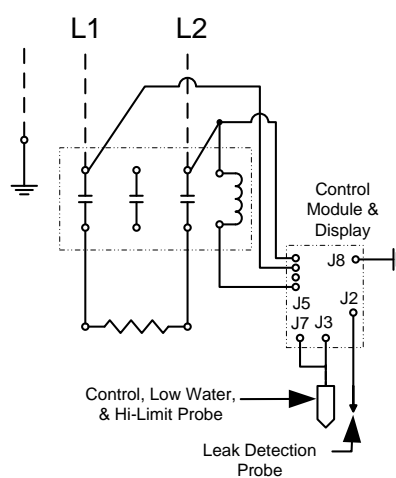 L1 L2
Control
Module &
Display
J8
J5
J2
J7 J3
Control, Low Water,
& Hi-Limit Probe
Leak Detection
Probe